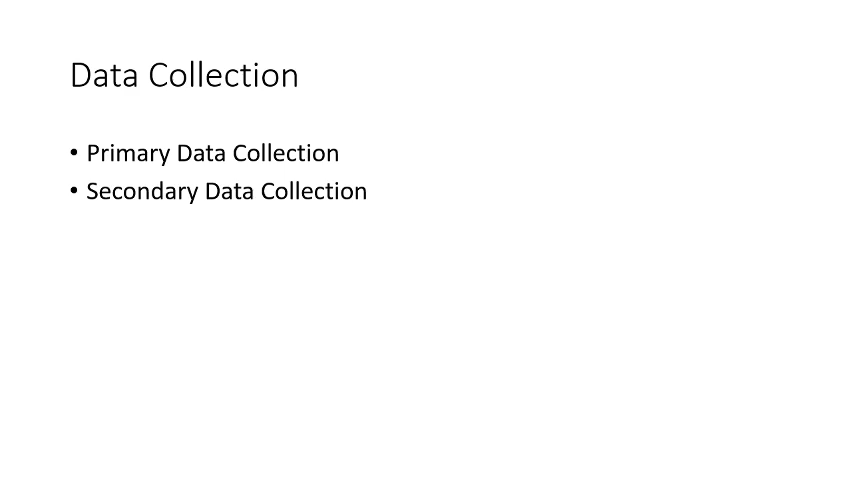 Data Collection
• Primary Data Collection
• Secondary Data Collection